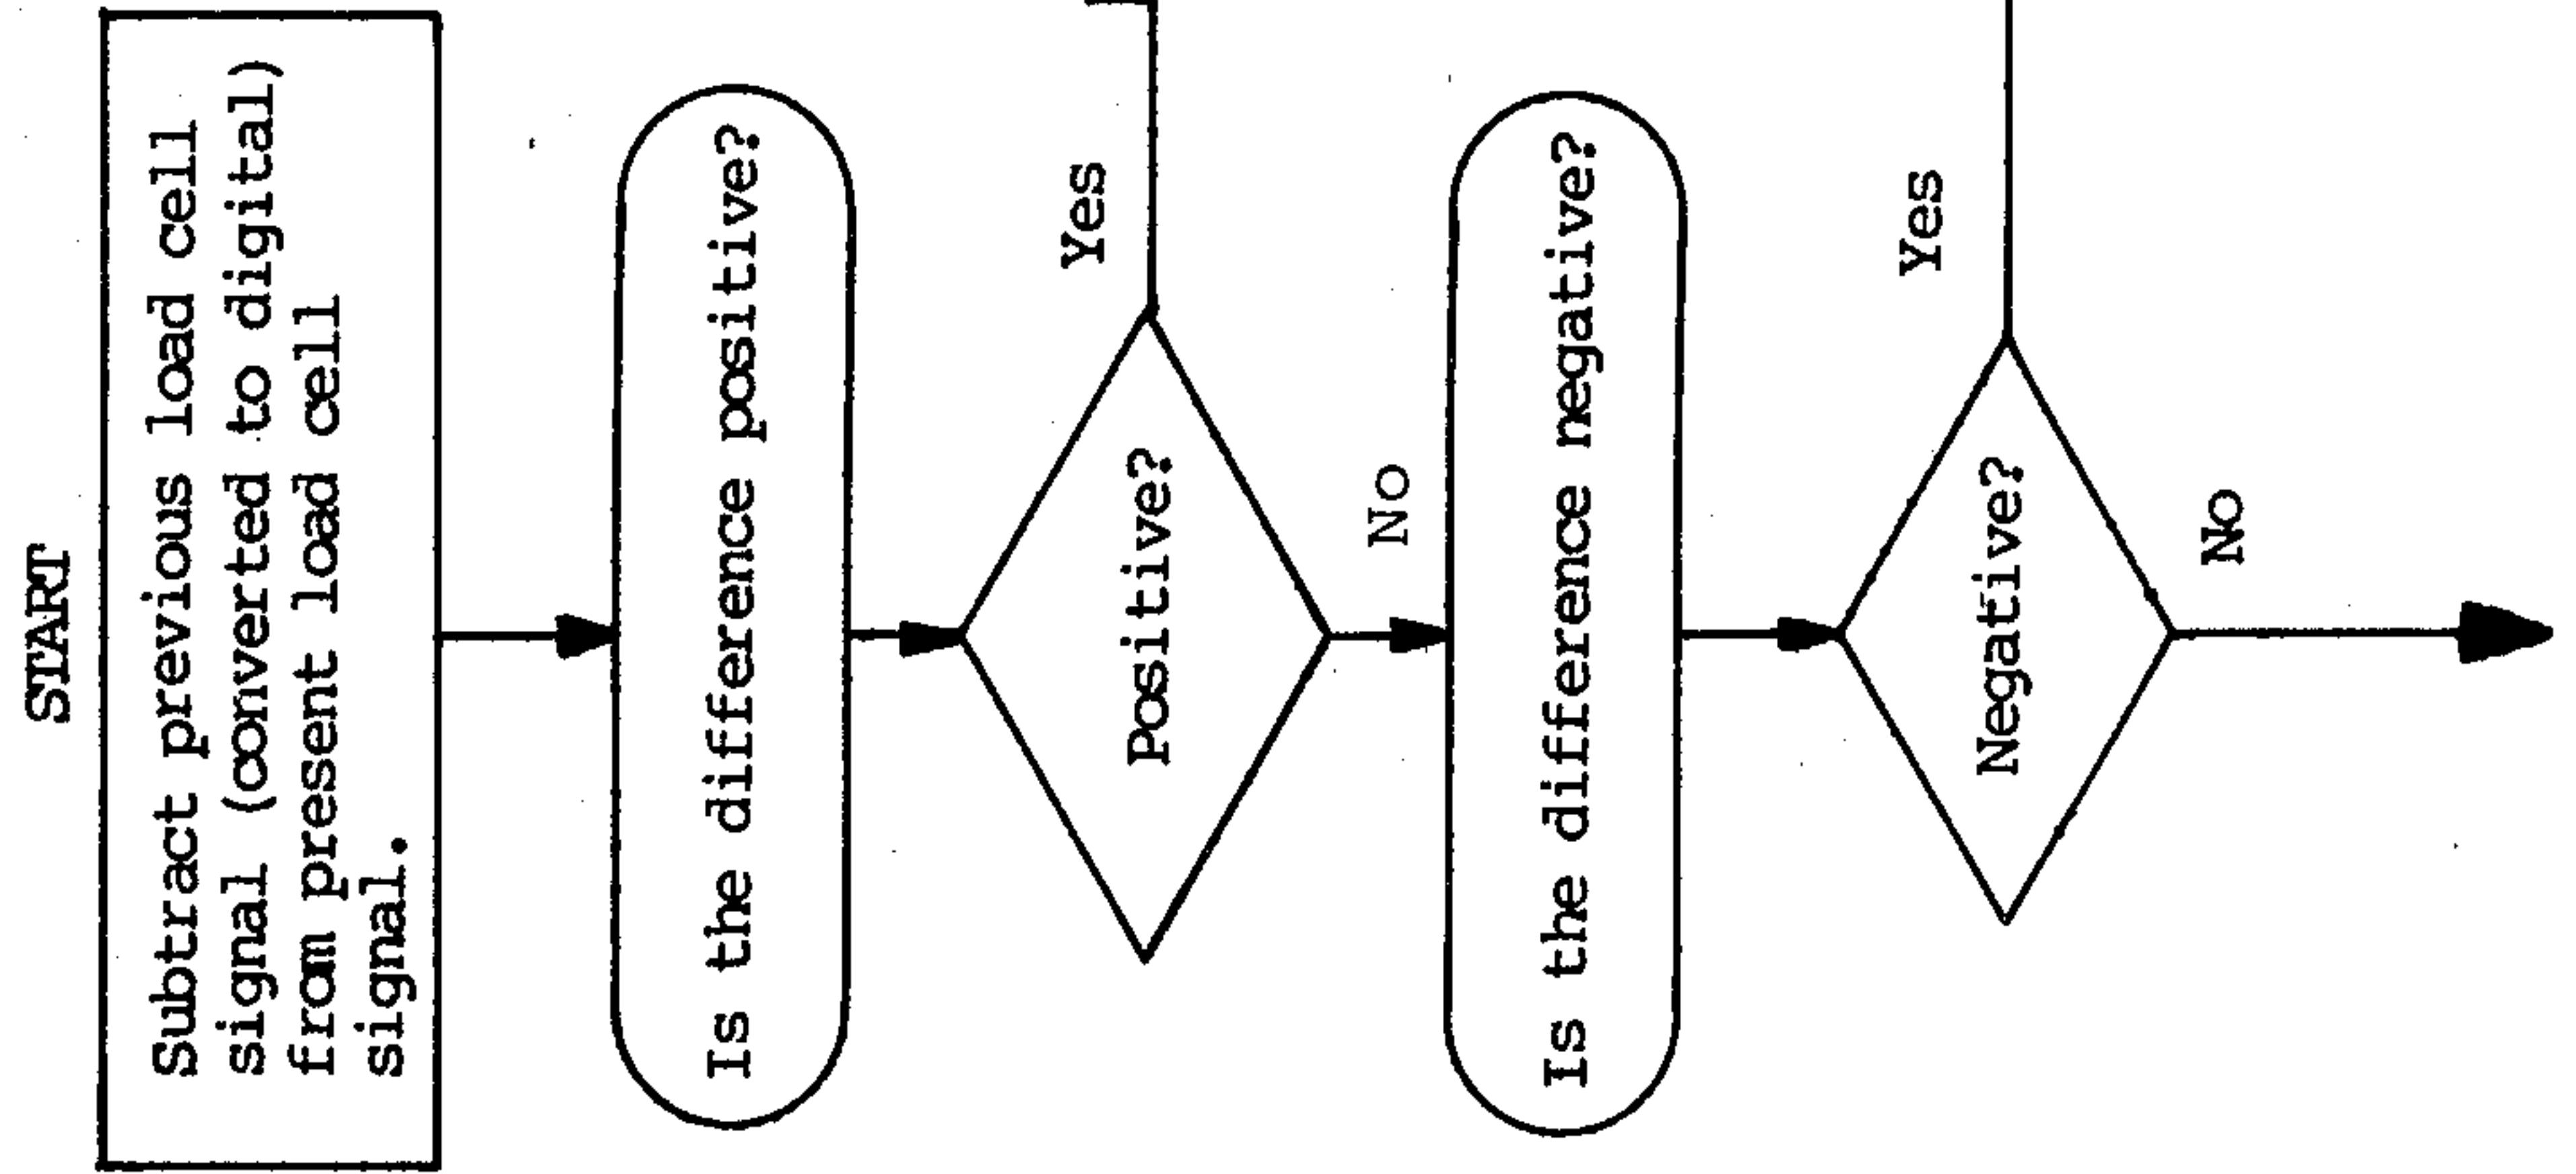 START
Subtract previous load cell
signal (converted to digital)
from present load cell
signal.
Is the difference positive?
Positive?
Yes
No
Is the difference negative?
Negative?
Yes
No